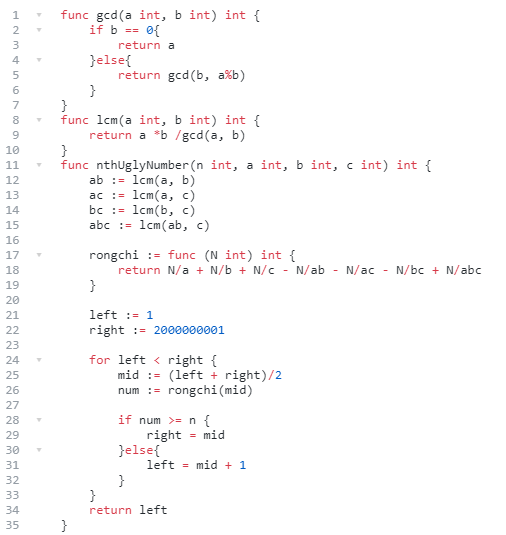 1 func gcd(a int, b int) int {
2     if b == 0{
3         return a
4     }else{
5         return gcd(b, a%b)
6     }
7 }
8 func lcm(a int, b int) int {
9     return a *b /gcd(a, b)
10 }
11 func nthUglyNumber(n int, a int, b int, c int) int {
12     ab := lcm(a, b)
13     ac := lcm(a, c)
14     bc := lcm(b, c)
15     abc := lcm(ab, c)
16
17     rongchi := func (N int) int {
18         return N/a + N/b + N/c - N/ab - N/ac - N/bc + N/abc
19     }
20
21     left := 1
22     right := 2000000001
23
24     for left < right {
25         mid := (left + right)/2
26         num := rongchi(mid)
27
28         if num >= n {
29             right = mid
30         }else{
31             left = mid + 1
32         }
33     }
34     return left
35 }